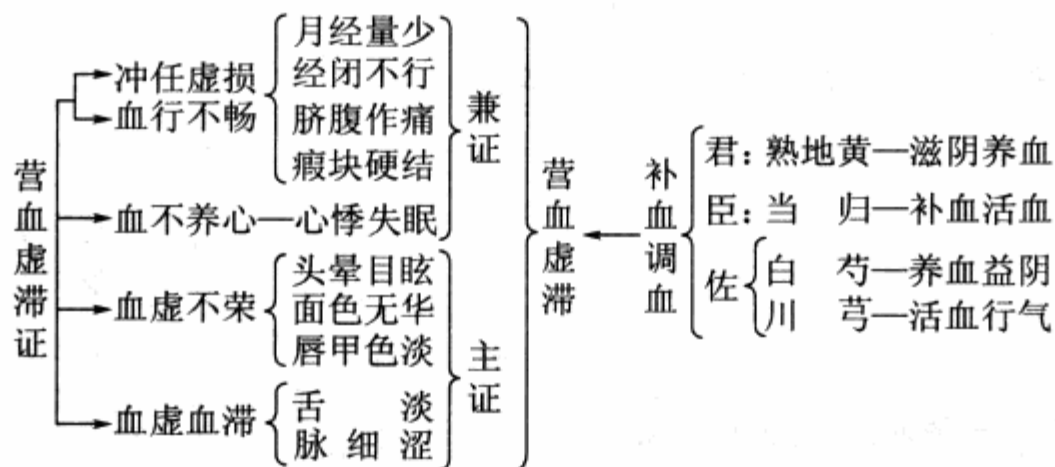 营血虚滞证
冲任虚损
血行不畅
月经量少
经闭不行
脐腹作痛
瘕块硬结
血不养心—心悸失眠
兼证
血虚不荣
头晕目眩
面色无华
唇甲色淡
血虚血滞
舌 淡
脉细涩
主证
营血虚滞
补血调血
君：熟地黄—滋阴养血
臣：当 归—补血活血
佐
白 芍—养血益阴
川 芎—活血行气